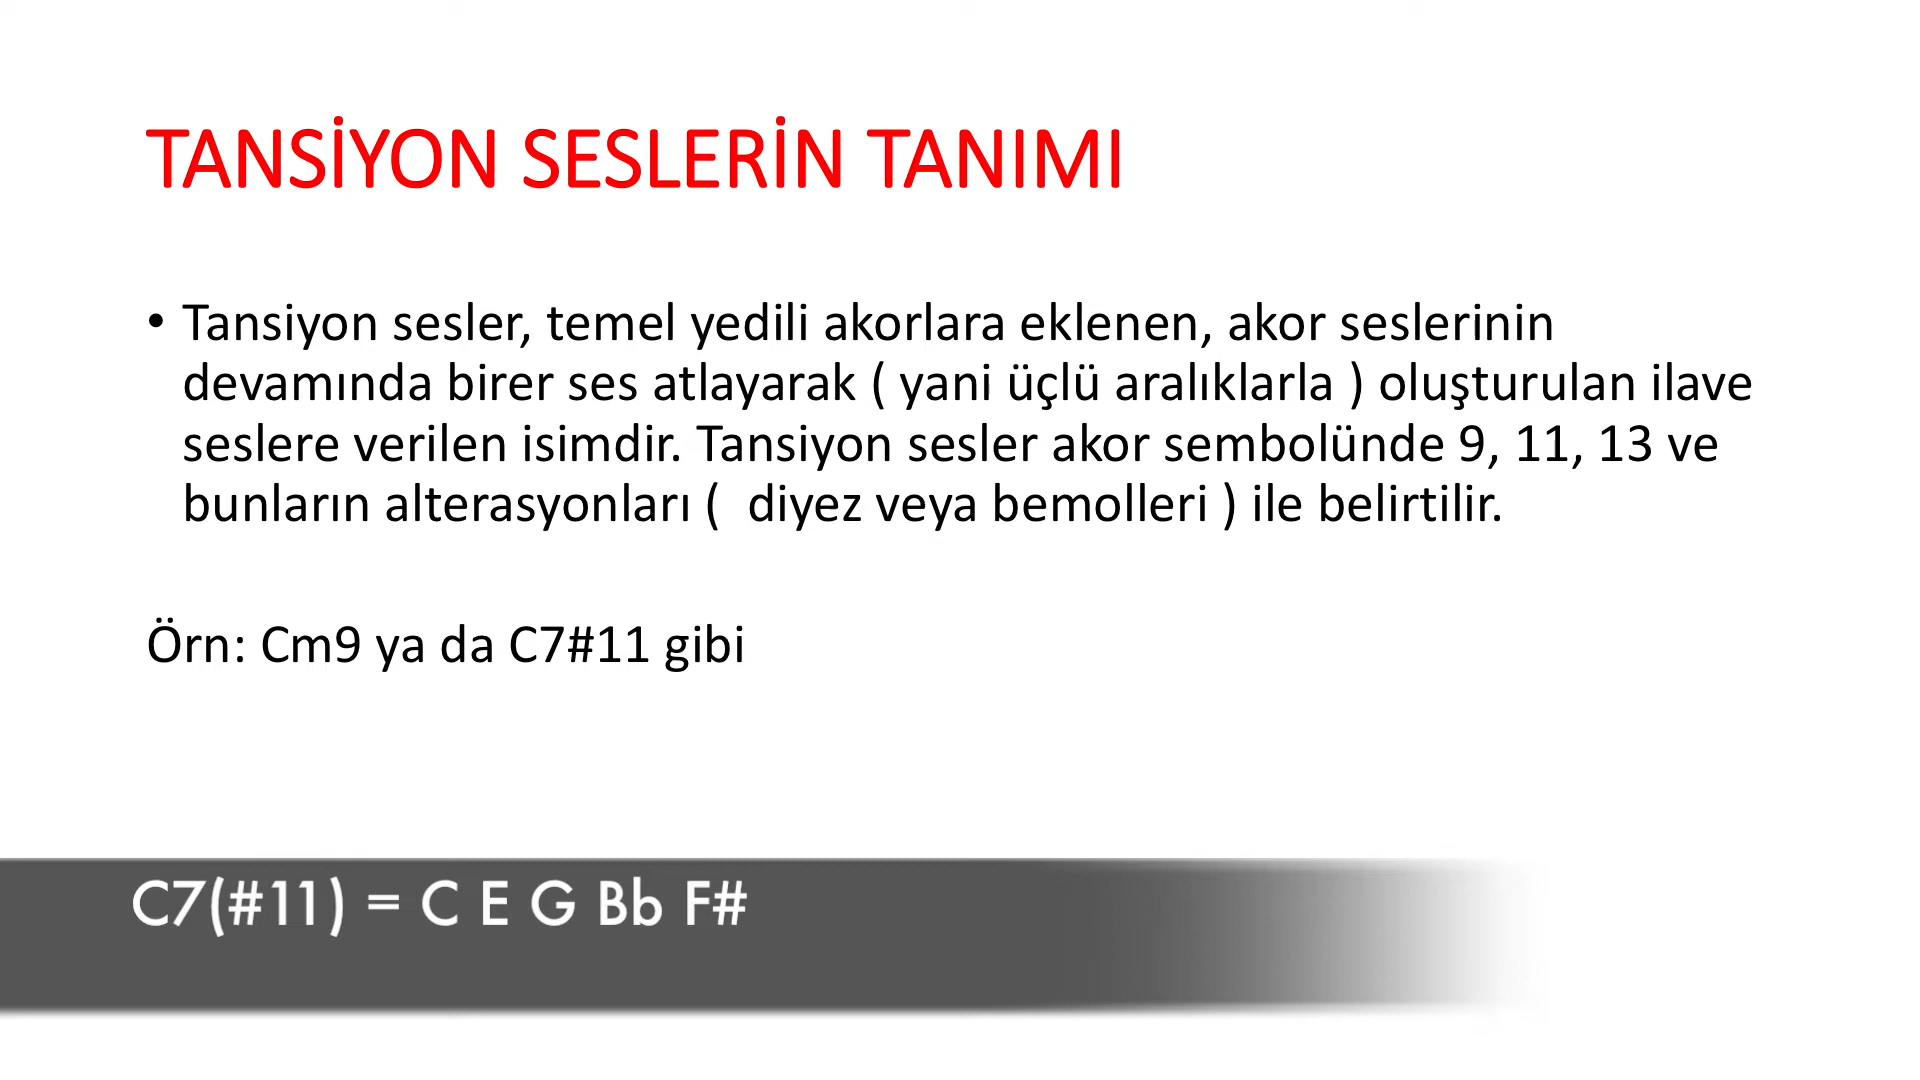 TANSİYON SESLERİN TANIMI
• Tansiyon sesler, temel yedili akorlara eklenen, akor seslerinin
devamında birer ses atlayarak ( yani üçlü aralıklarla ) oluşturulan ilave
seslere verilen isimdir. Tansiyon sesler akor sembolünde 9, 11, 13 ve
bunların alterasyonları (  diyez veya bemolleri ) ile belirtilir.
Örn: Cm9 ya da C7#11 gibi
C7(#11) = C E G Bb F#